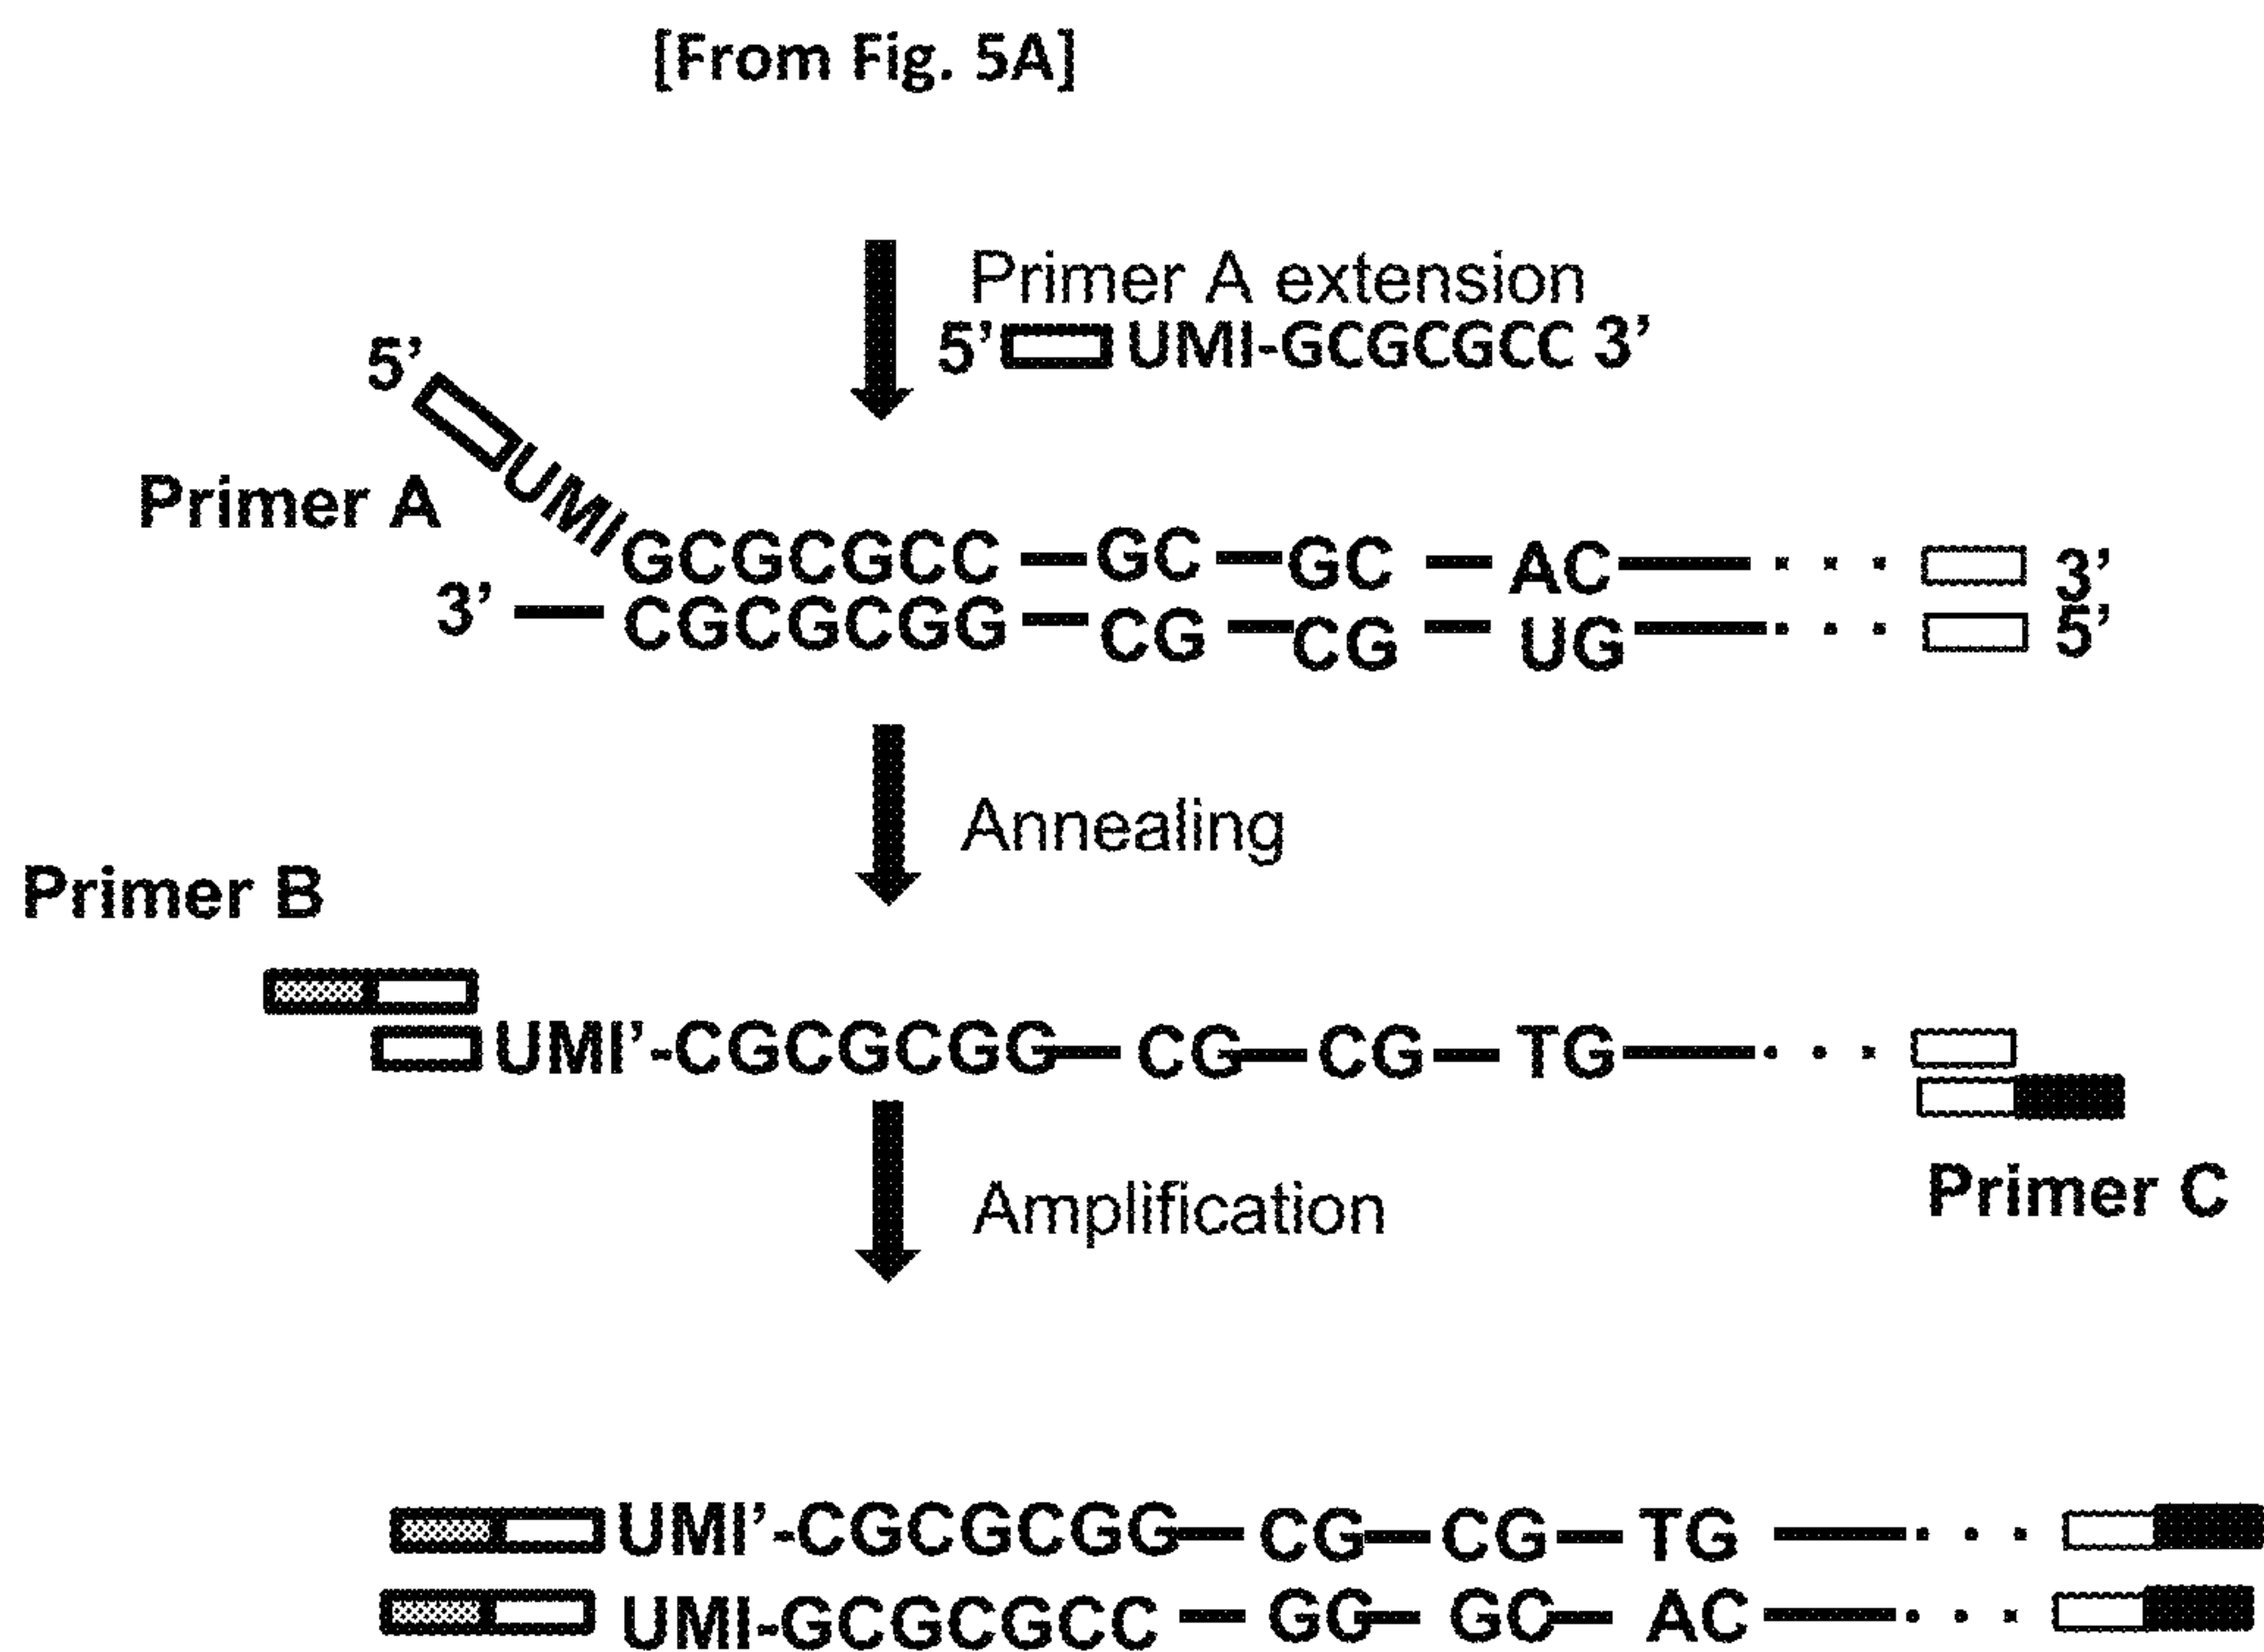 [From Fig. 5A]
Primer A extension
5' UMI-GCGCGCC 3'
5'
UMI
Primer A
GCGCGCC — GC — GC — AC — · · · 3'
3' — CGCGCGG — CG — CG — UG — · · · 5'
Annealing
Primer B
UMI'-CGCGCGG — CG — CG — TG — · · ·
Primer C
Amplification
UMI'-CGCGCGG — CG — CG — TG — · · ·
UMI-GCGCGCC — GC — GC — AC — · · ·